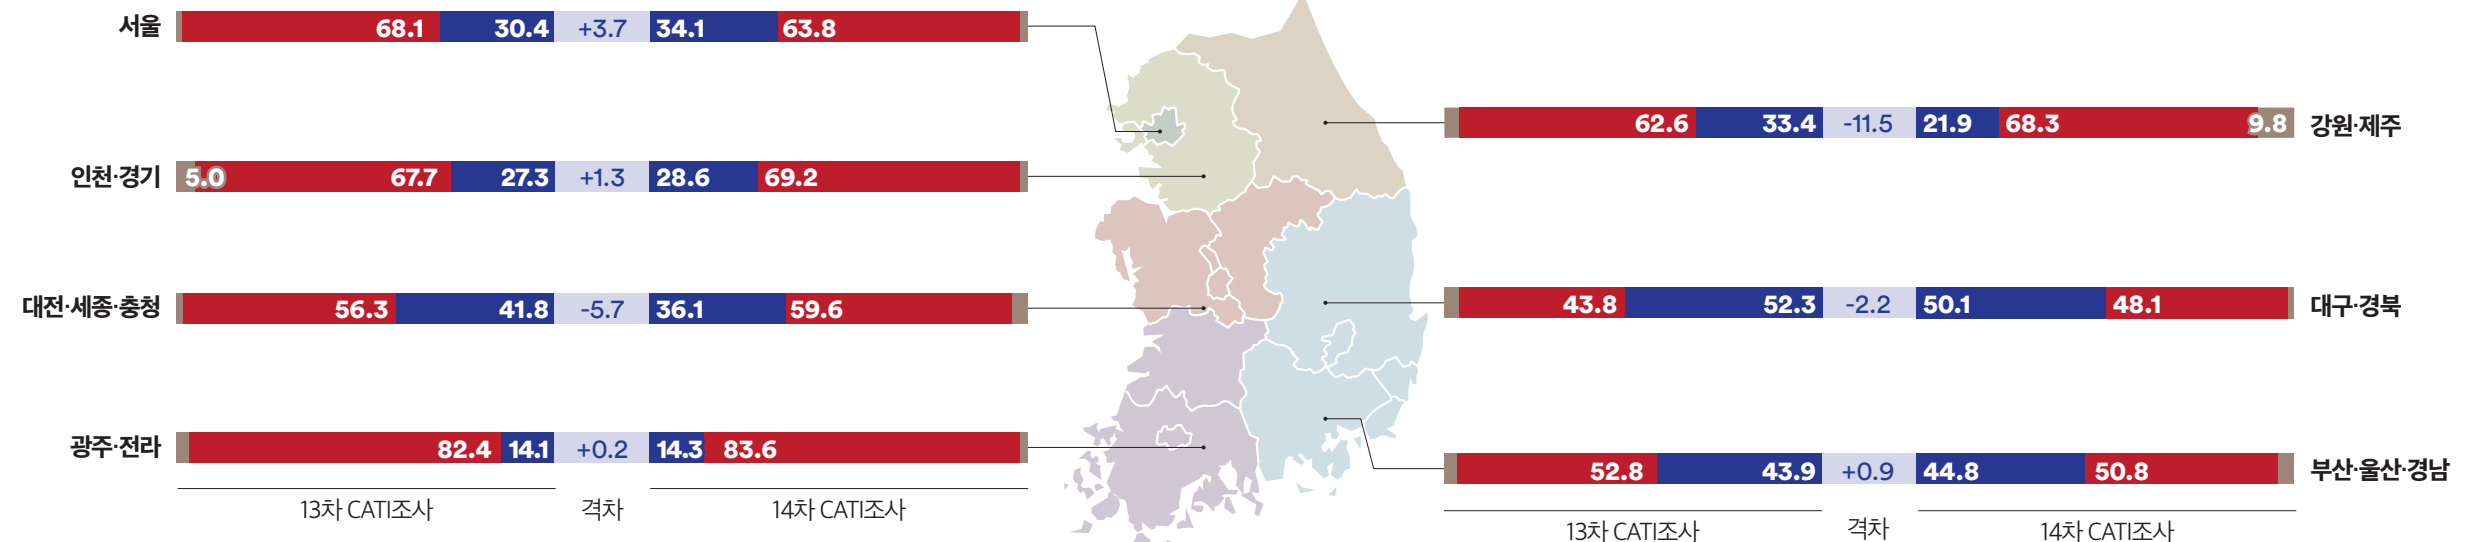 서울 68.1 30.4 +3.7 34.1 63.8
인천·경기 5.0 67.7 27.3 +1.3 28.6 69.2
대전·세종·충청 56.3 41.8 -5.7 36.1 59.6
광주·전라 82.4 14.1 +0.2 14.3 83.6
13차 CATI조사 격차 14차 CATI조사
62.6 33.4 -11.5 21.9 68.3 9.8 강원·제주
43.8 52.3 -2.2 50.1 48.1 대구·경북
52.8 43.9 +0.9 44.8 50.8 부산·울산·경남
13차 CATI조사 격차 14차 CATI조사